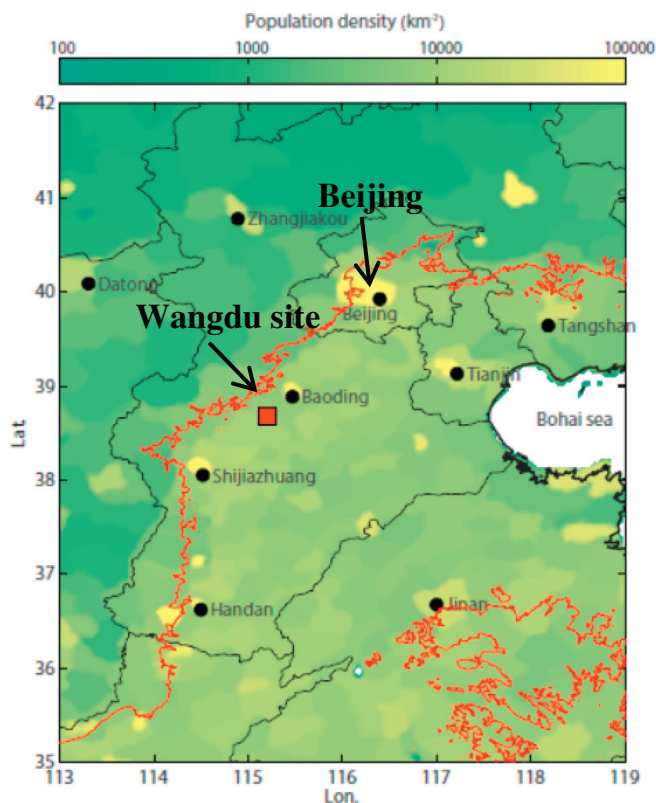 Population density (km⁻²)
100 1000 10000 100000
42
41
40
39
38
37
36
35
Lat.
Beijing
Zhangjiakou
Datong
Beijing
Wangdu site
Tangshan
Tianjin
Baoding
Bohai sea
Shijiazhuang
Handan
Jinan
113 114 115 116 117 118 119
Lon.